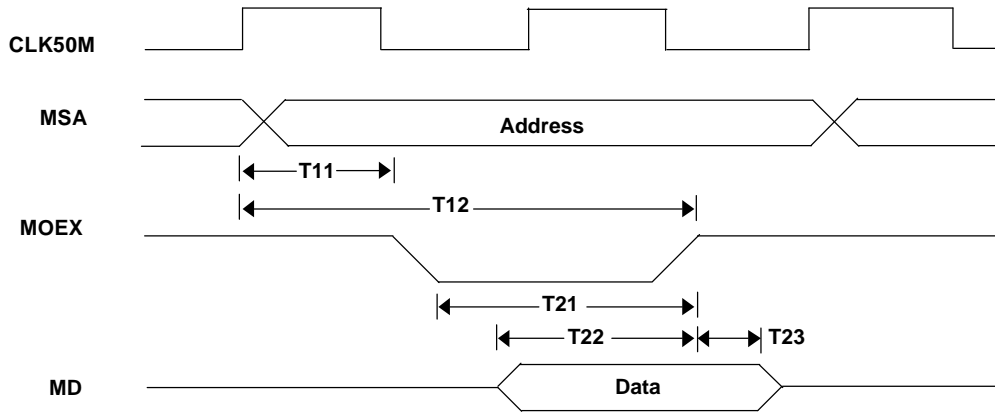 CLK50M
MSA
Address
T11
T12
MOEX
T21
T22
T23
MD
Data